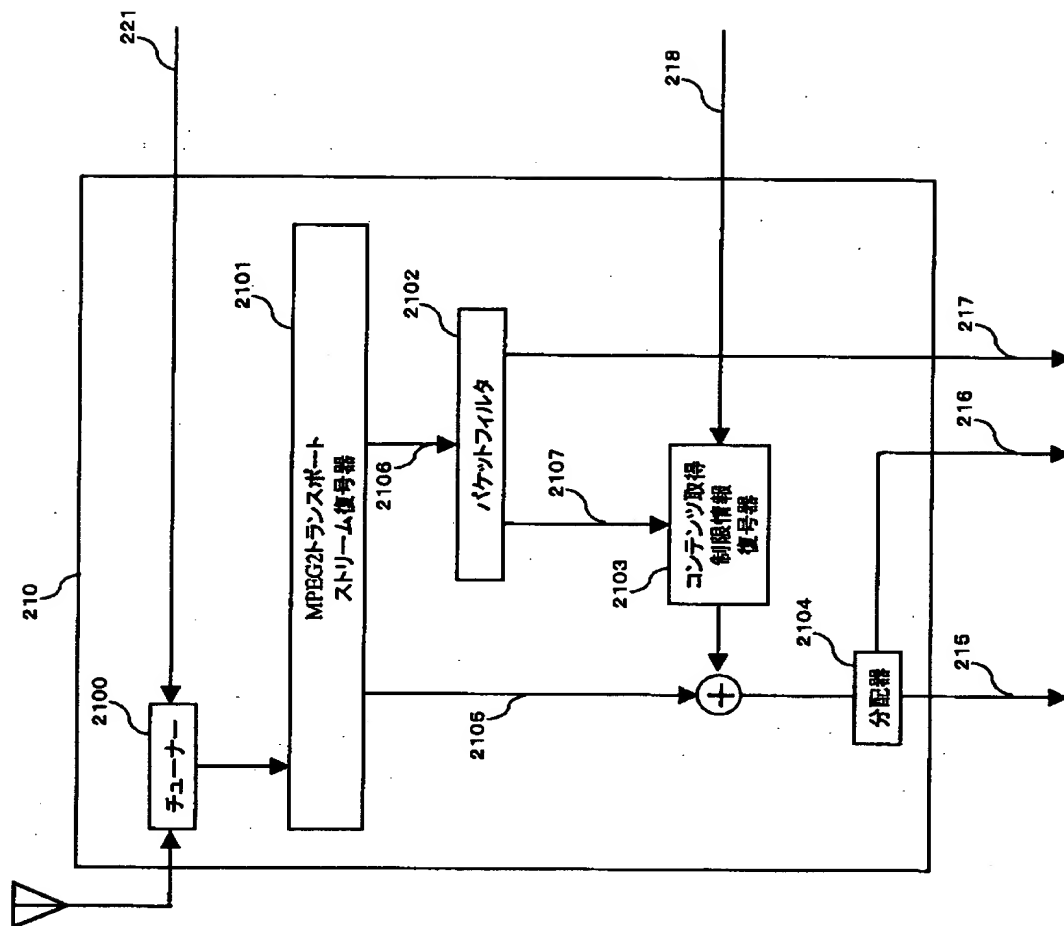 221
210
2100
チューナー
2101
MPEG2トランスポート
ストリーム復号器
2106
2102
パケットフィルタ
2105
2107
218
2103
コンテンツ取得
制限情報
復号器
2104
分配器
215
216
217